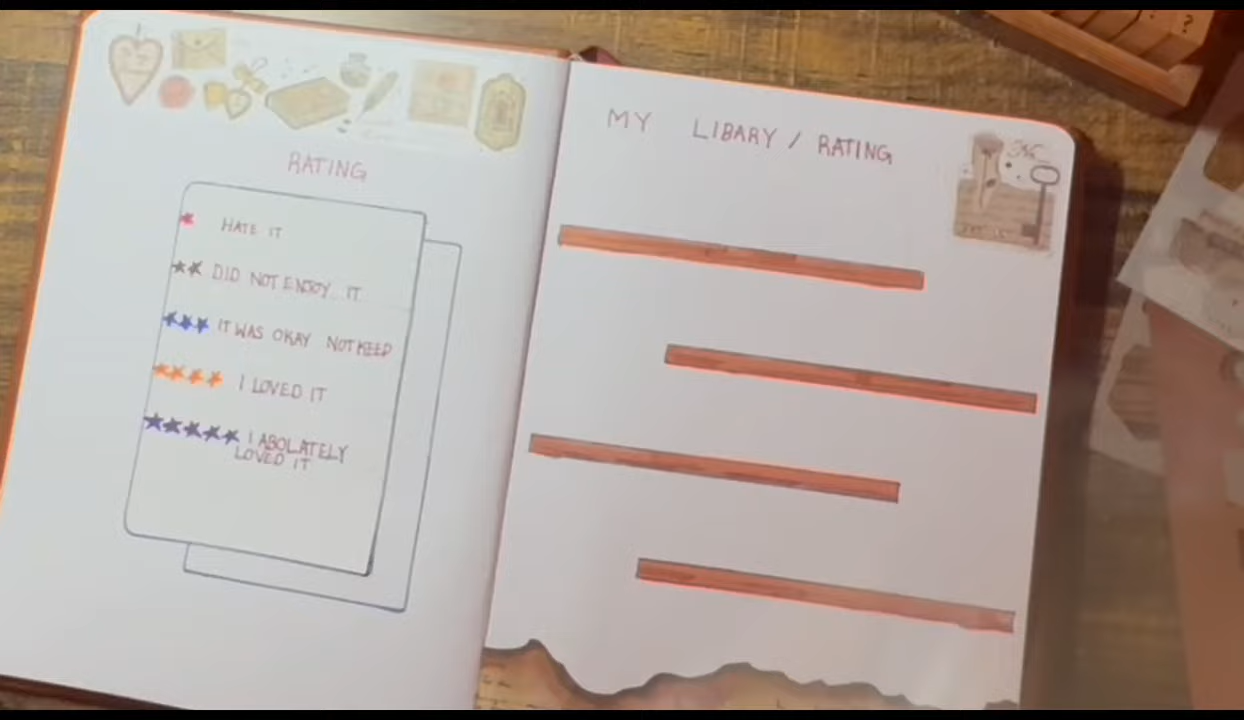 RATING
HATE IT
DID NOT ENJOY IT
IT WAS OKAY NOT KEEP
I LOVED IT
I ABOLATELY
LOVED IT
MY LIBARY / RATING